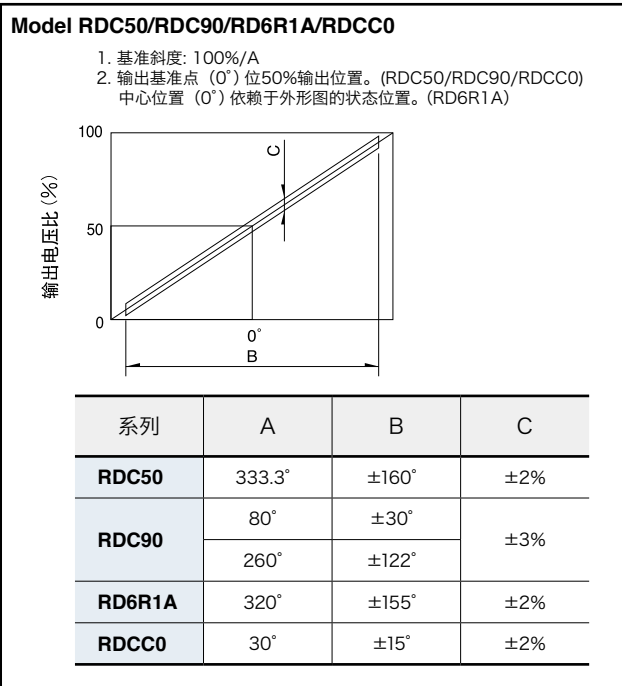 Model RDC50/RDC90/RD6R1A/RDCC0
1. 基准斜度: 100%/A
2. 输出基准点（0°）位50%输出位置。(RDC50/RDC90/RDCC0)
中心位置（0°）依赖于外形图的状态位置。(RD6R1A)
100
C
输出电压比 (%)
50
0
0°
B
系列 A B C
RDC50 333.3° ±160° ±2%
RDC90 80° ±30° ±3%
260° ±122°
RD6R1A 320° ±155° ±2%
RDCC0 30° ±15° ±2%